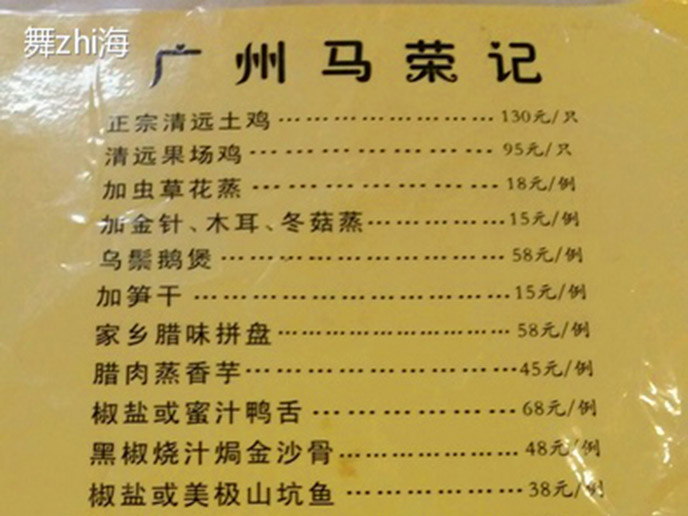 舞zhi海
广州马荣记
正宗清远土鸡………………………130元/只
清远果场鸡………………………95元/只
加虫草花蒸………………………18元/例
加金针、木耳、冬菇蒸………………15元/例
乌鬃鹅煲………………………58元/例
加笋干………………………15元/例
家乡腊味拼盘………………………58元/例
腊肉蒸香芋………………………45元/例
椒盐或蜜汁鸭舌………………68元/例
黑椒烧汁焗金沙骨………………48元/例
椒盐或美极山坑鱼………………38元/例